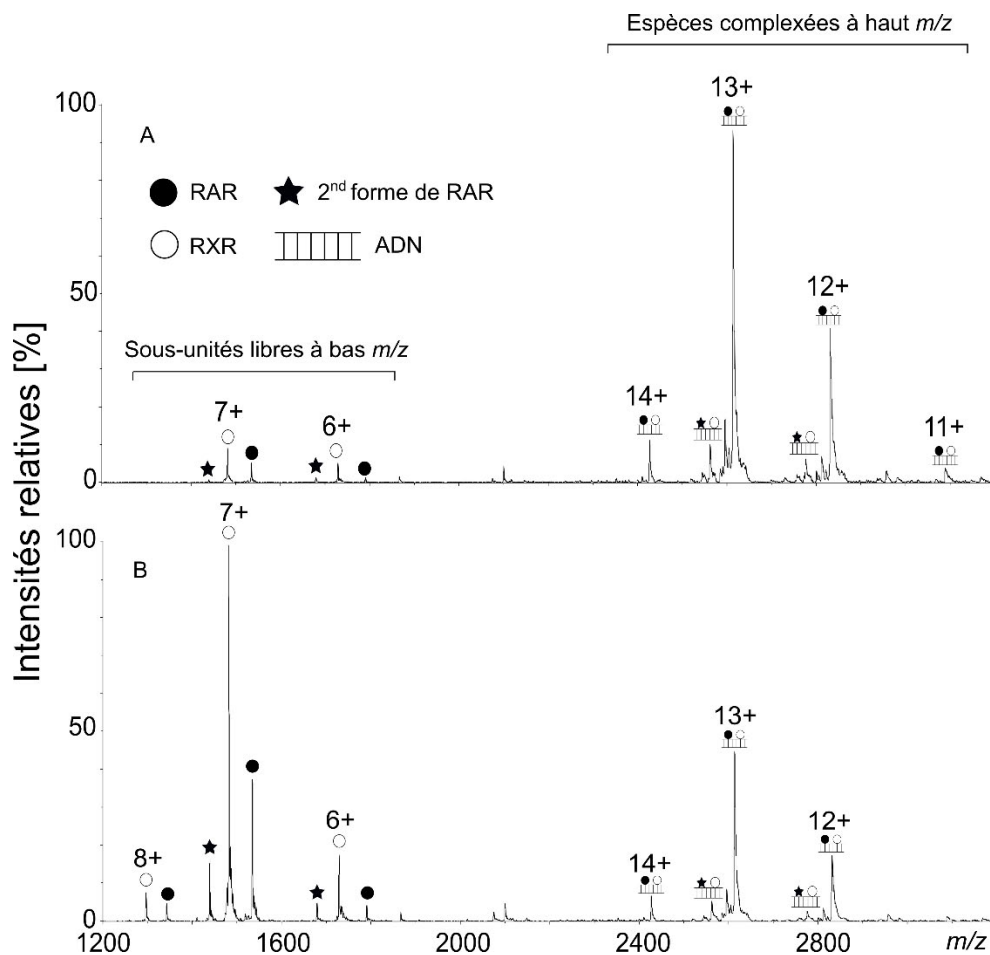 Espèces complexées à haut m/z
100
13+
A
RAR
2nd forme de RAR
RXR
ADN
12+
50
Intensités relatives [%]
Sous-unités libres à bas m/z
7+
6+
14+
11+
0
7+
100
B
50
13+
8+
6+
14+
12+
0
1200
1600
2000
2400
2800
m/z